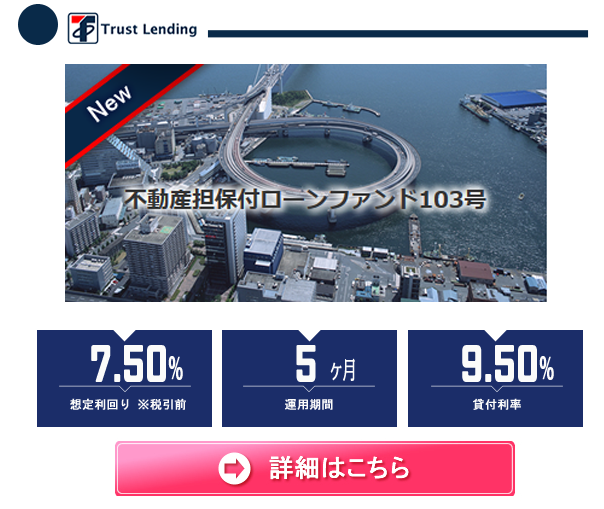 Trust Lending
New
不動産担保付ローンファンド103号
7.50%
想定利回り ※税引前
5 ヶ月
運用期間
9.50%
貸付利率
詳細はこちら